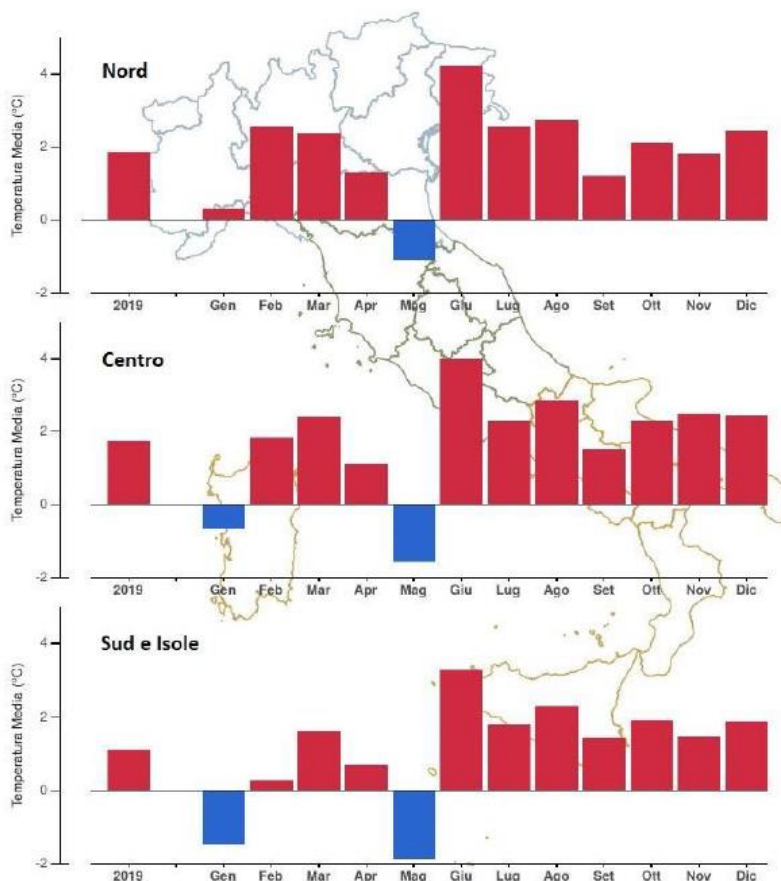 Nord
Temperatura Media (°C)
4
2
0
-2
2019 Gen Feb Mar Apr Mag Giu Lug Ago Set Ott Nov Dic
Centro
Temperatura Media (°C)
4
2
0
-2
2019 Gen Feb Mar Apr Mag Giu Lug Ago Set Ott Nov Dic
Sud e Isole
Temperatura Media (°C)
4
2
0
-2
2019 Gen Feb Mar Apr Mag Giu Lug Ago Set Ott Nov Dic